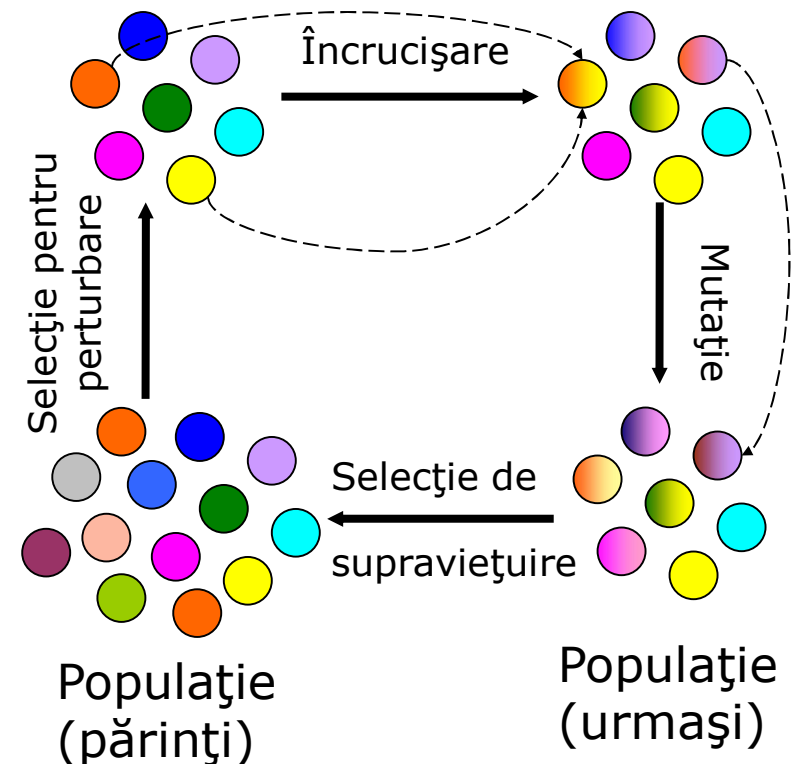 Încrucişare
Selecţie pentru
perturbare
Mutaţie
Selecţie de
supravieţuire
Populaţie
(părinţi)
Populaţie
(urmaşi)